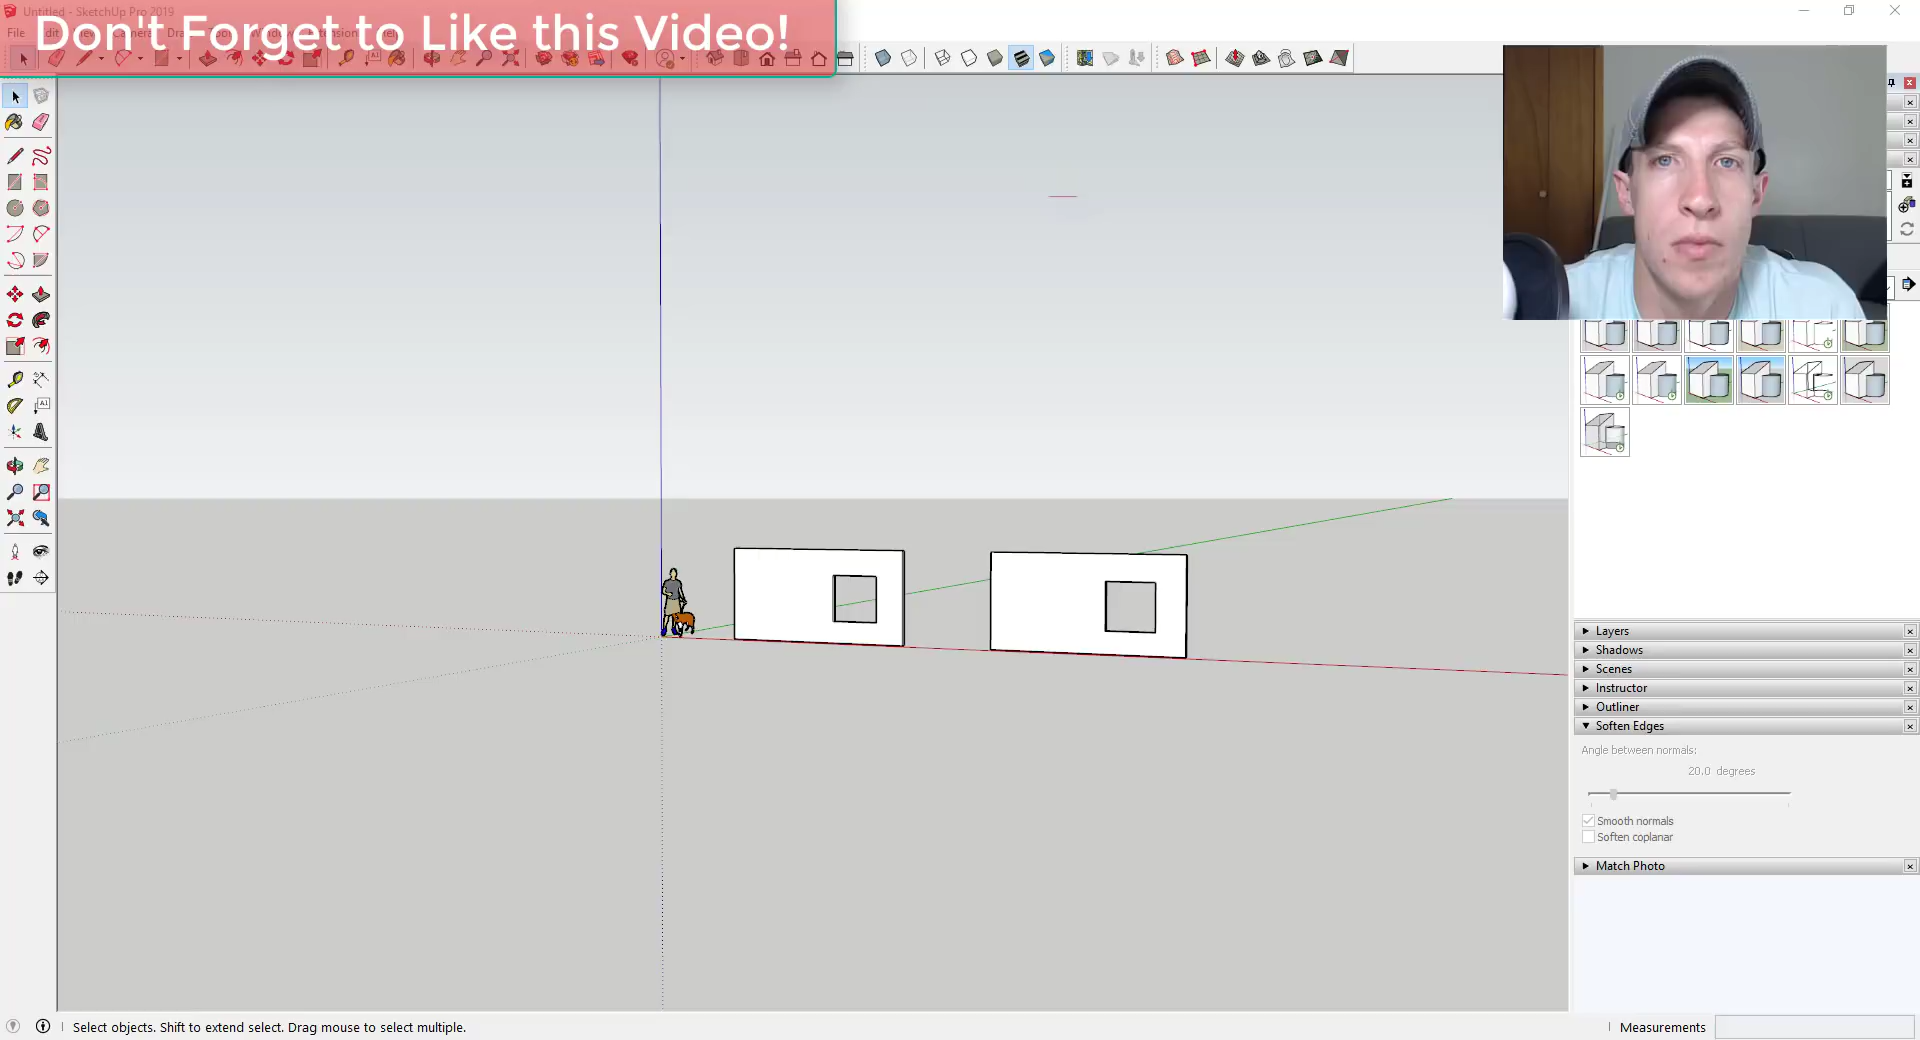 Untitled - SketchUp Pro 2019
Don't Forget to Like this Video!
File
Layers
Shadows
Scenes
Instructor
Outliner
Soften Edges
Angle between normals:
20.0 degrees
Smooth normals
Soften coplanar
Match Photo
Select objects. Shift to extend select. Drag mouse to select multiple.
Measurements